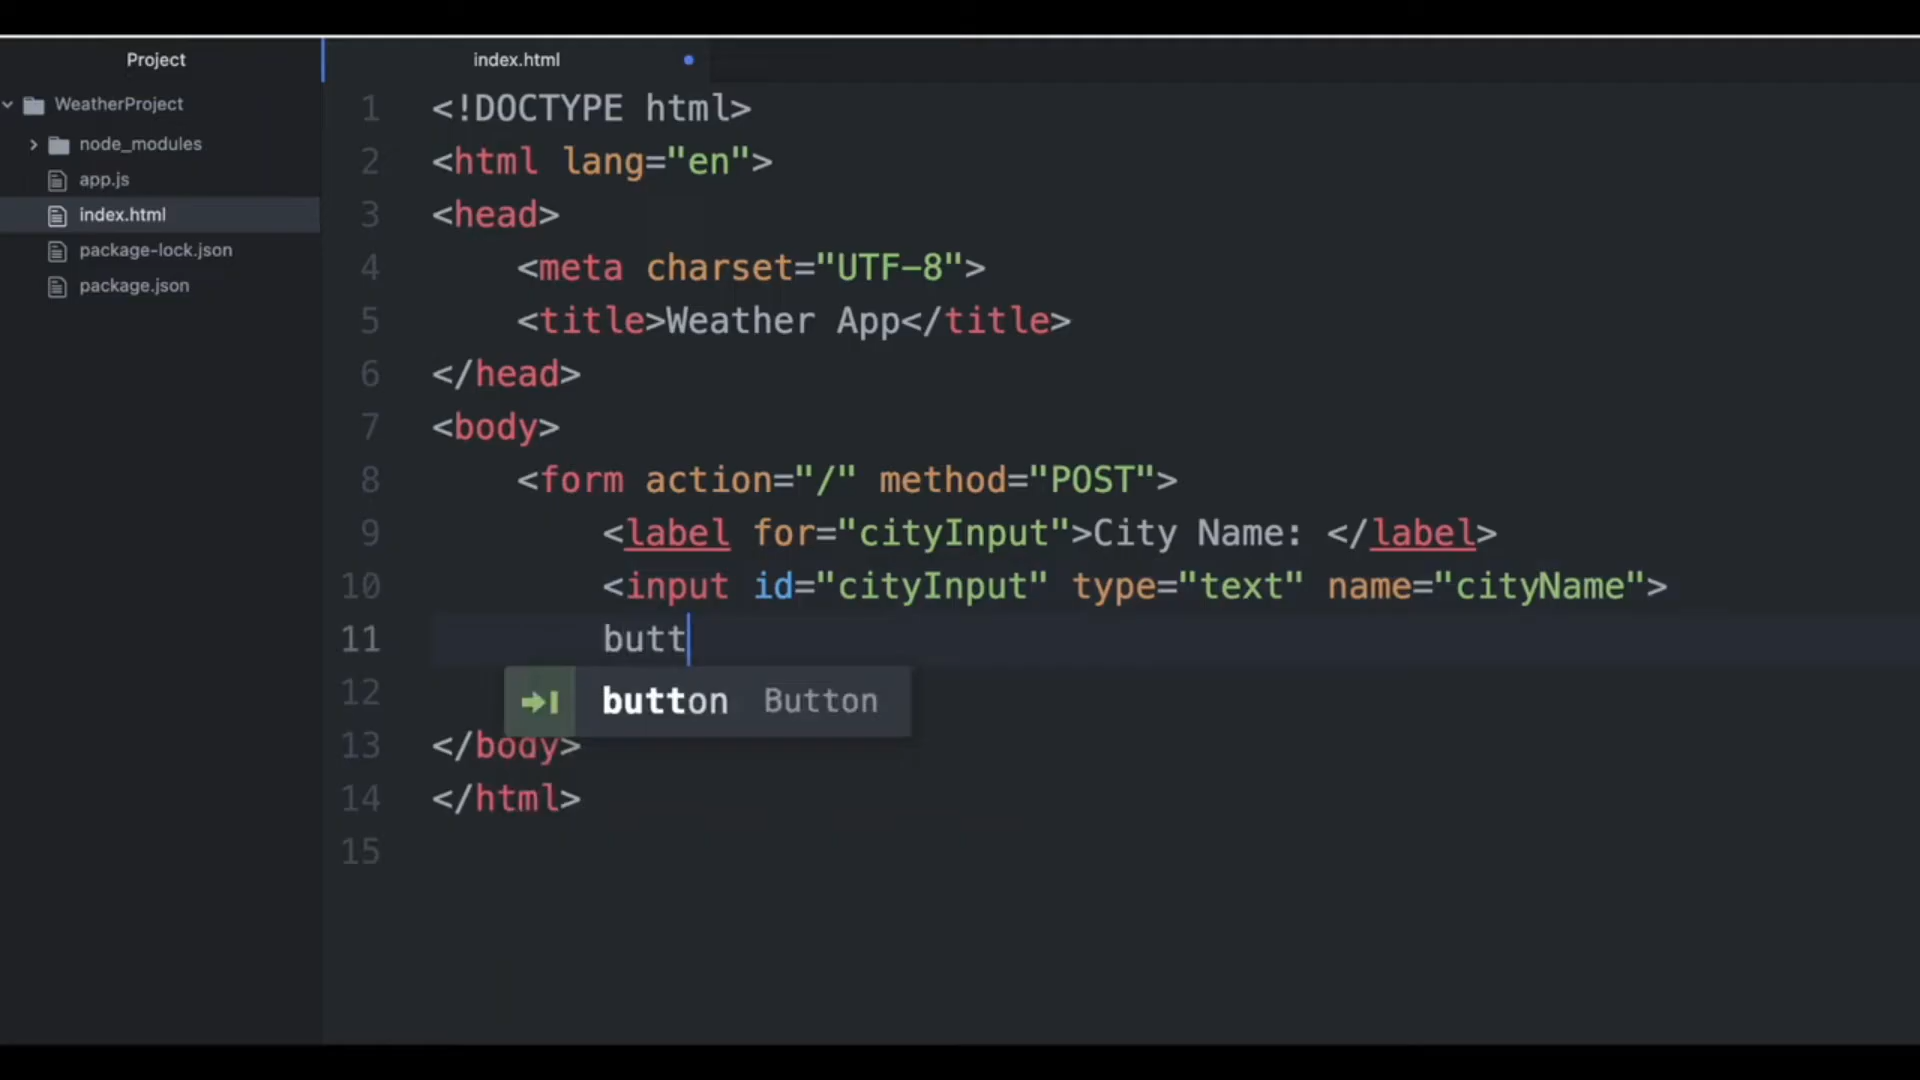 Project
WeatherProject
node_modules
app.js
index.html
package-lock.json
package.json
index.html
1 <!DOCTYPE html>
2 <html lang="en">
3 <head>
4 <meta charset="UTF-8">
5 <title>Weather App</title>
6 </head>
7 <body>
8 <form action="/" method="POST">
9 <label for="cityInput">City Name: </label>
10 <input id="cityInput" type="text" name="cityName">
11 butt
12
button Button
13 </body>
14 </html>
15